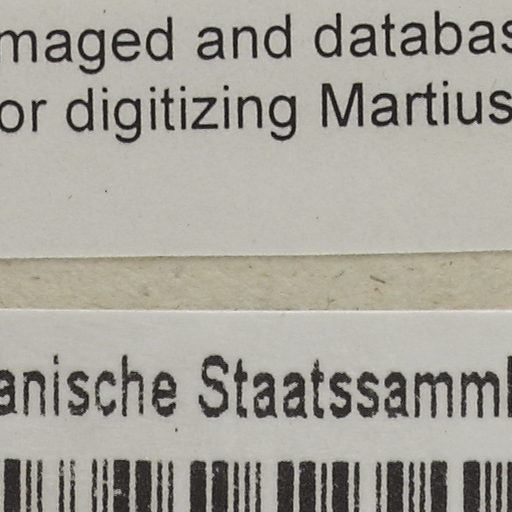 maged and databas
or digitizing Martius
anische Staatssamml